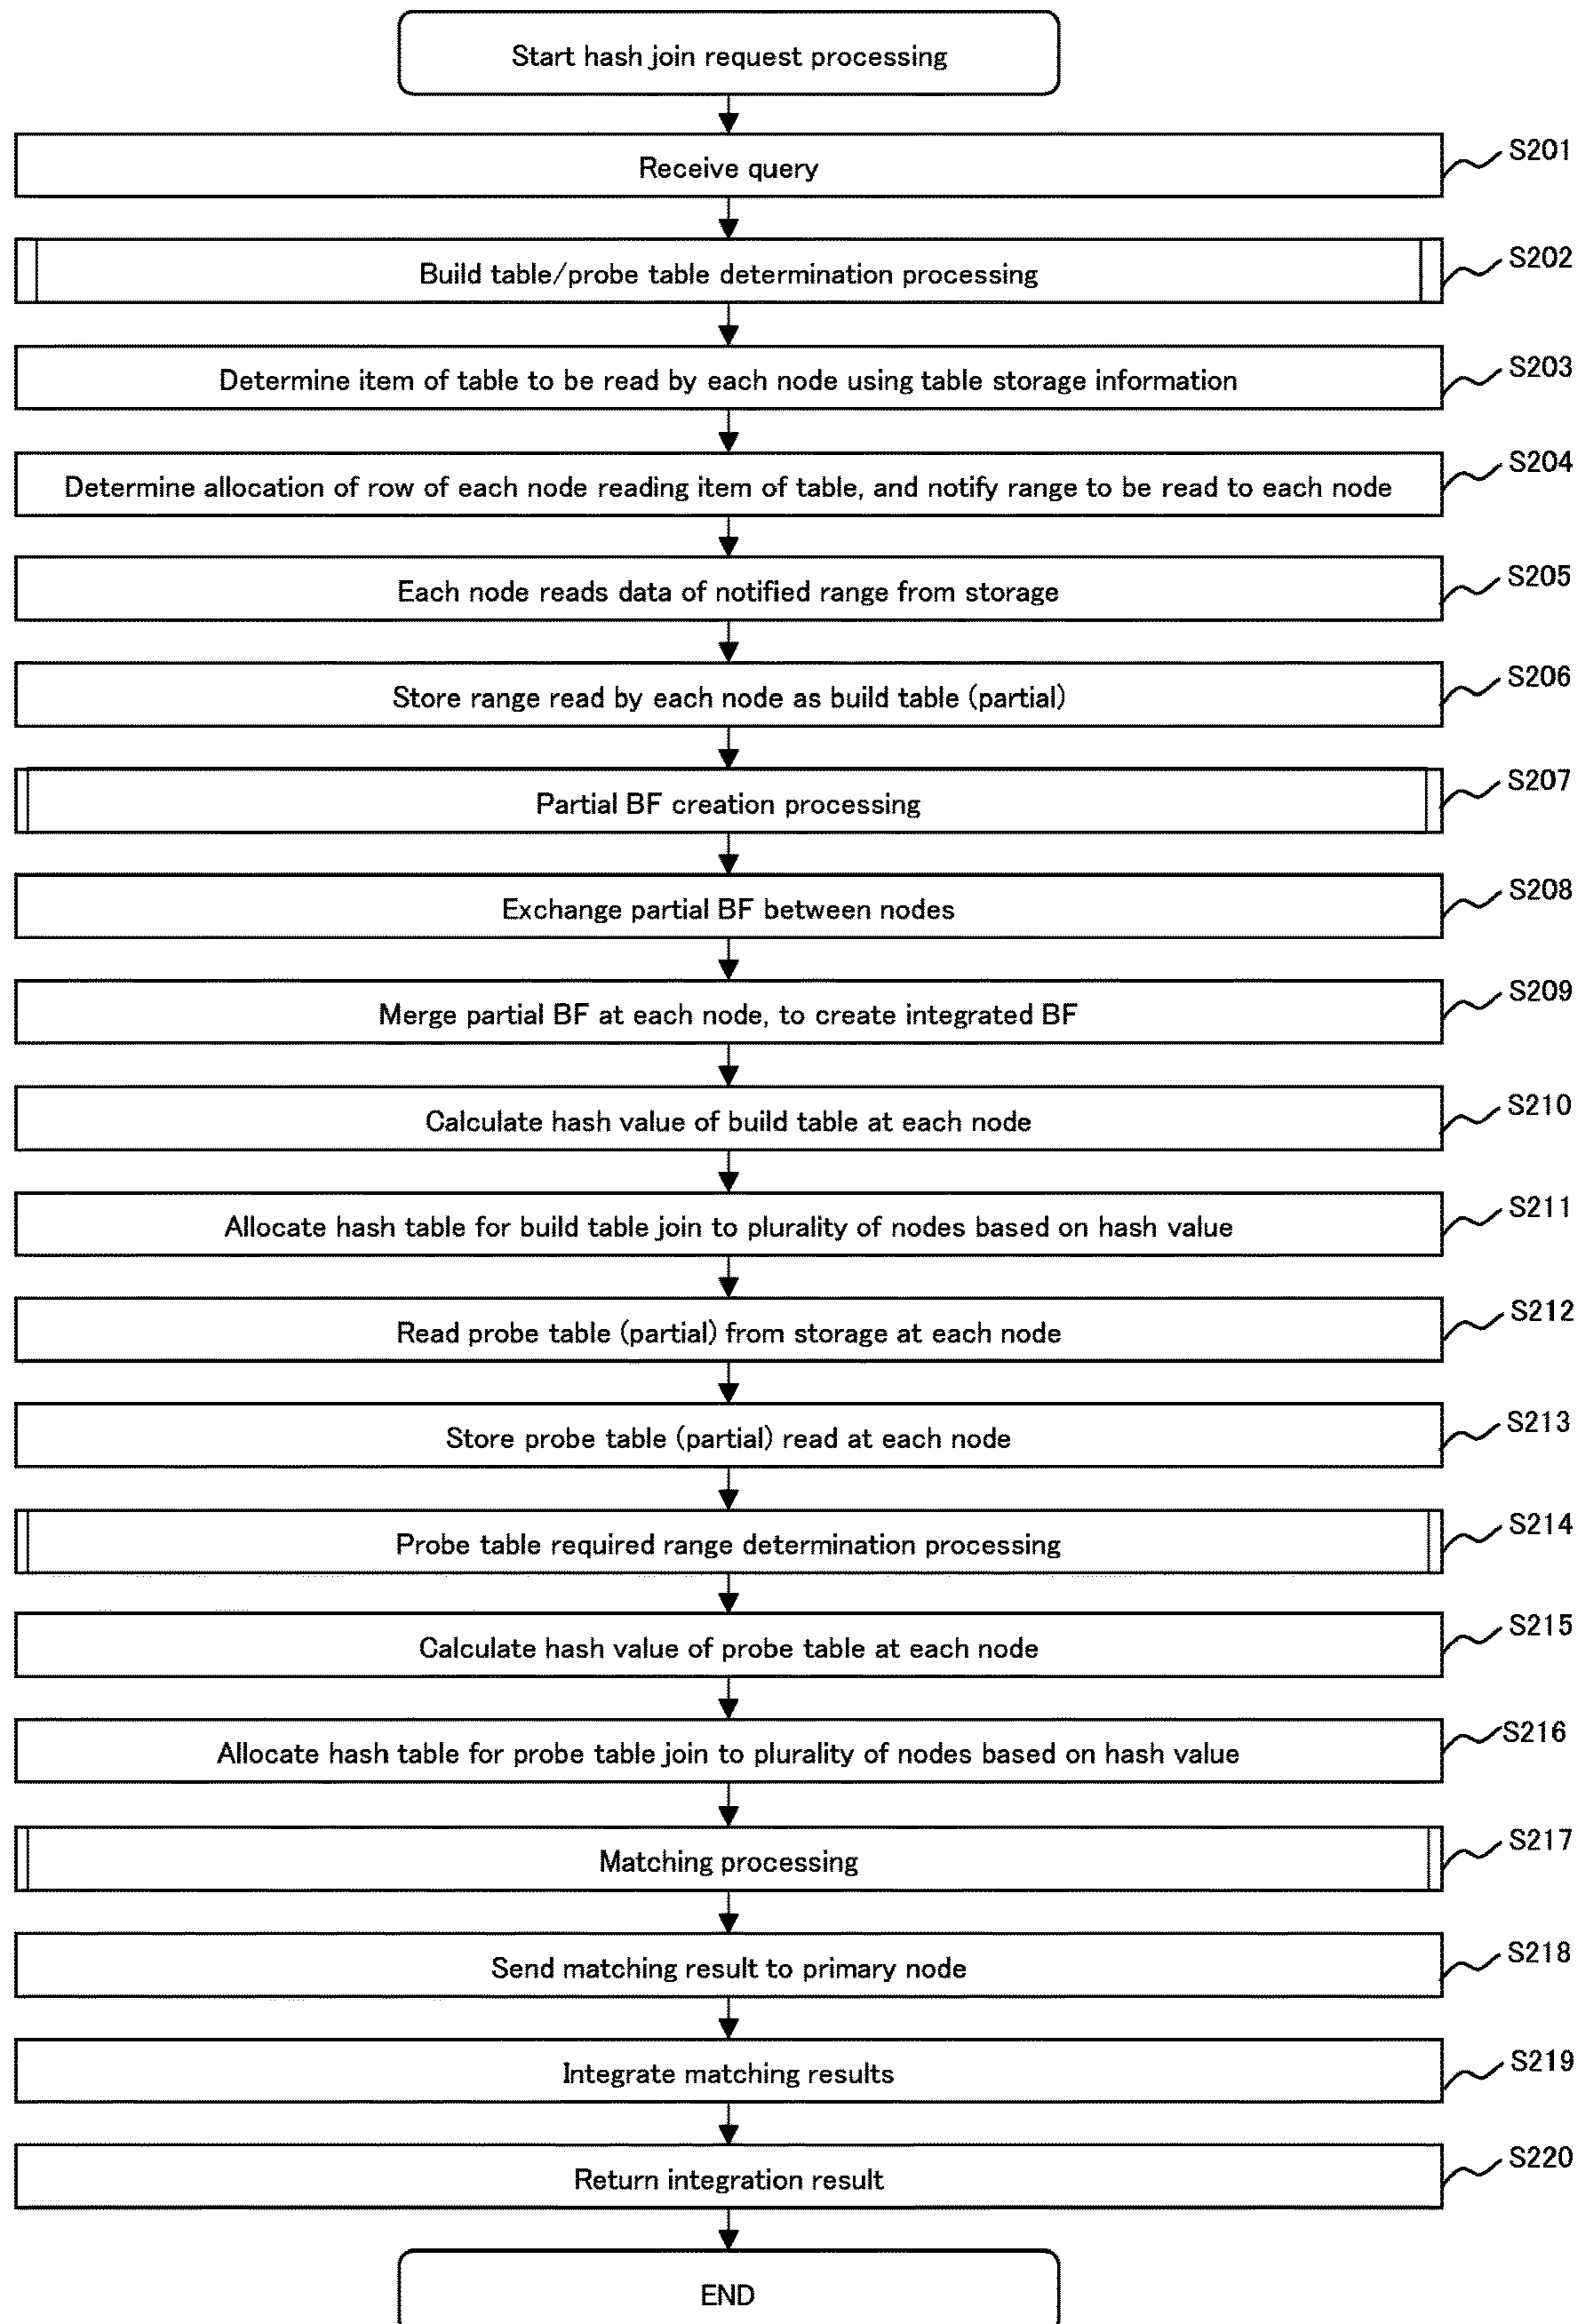 Start hash join request processing
Receive query
S201
Build table/probe table determination processing
S202
Determine item of table to be read by each node using table storage information
S203
Determine allocation of row of each node reading item of table, and notify range to be read to each node
S204
Each node reads data of notified range from storage
S205
Store range read by each node as build table (partial)
S206
Partial BF creation processing
S207
Exchange partial BF between nodes
S208
Merge partial BF at each node, to create integrated BF
S209
Calculate hash value of build table at each node
S210
Allocate hash table for build table join to plurality of nodes based on hash value
S211
Read probe table (partial) from storage at each node
S212
Store probe table (partial) read at each node
S213
Probe table required range determination processing
S214
Calculate hash value of probe table at each node
S215
Allocate hash table for probe table join to plurality of nodes based on hash value
S216
Matching processing
S217
Send matching result to primary node
S218
Integrate matching results
S219
Return integration result
S220
END